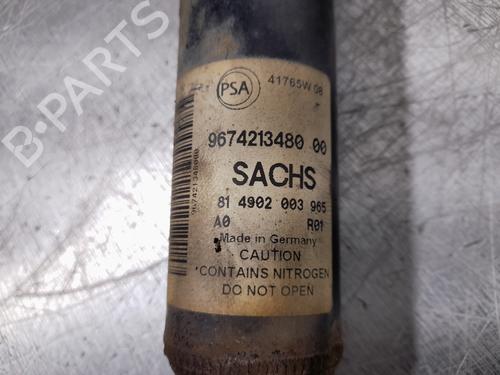 PSA
41765W 08
9674213480 00
SACHS
81 4902 003 965
A0 R01
Made in Germany
CAUTION
*CONTAINS NITROGEN
DO NOT OPEN
B-PARTS